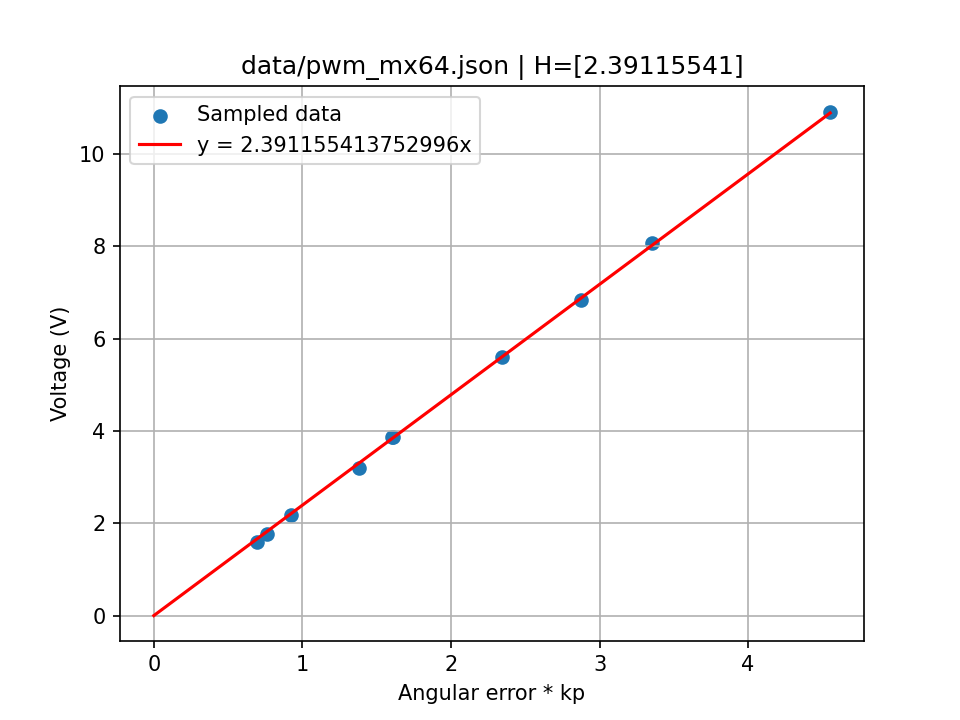 data/pwm_mx64.json | H=[2.39115541]
Sampled data
y = 2.391155413752996x
10
8
6
4
2
0
Voltage (V)
0 1 2 3 4
Angular error * kp